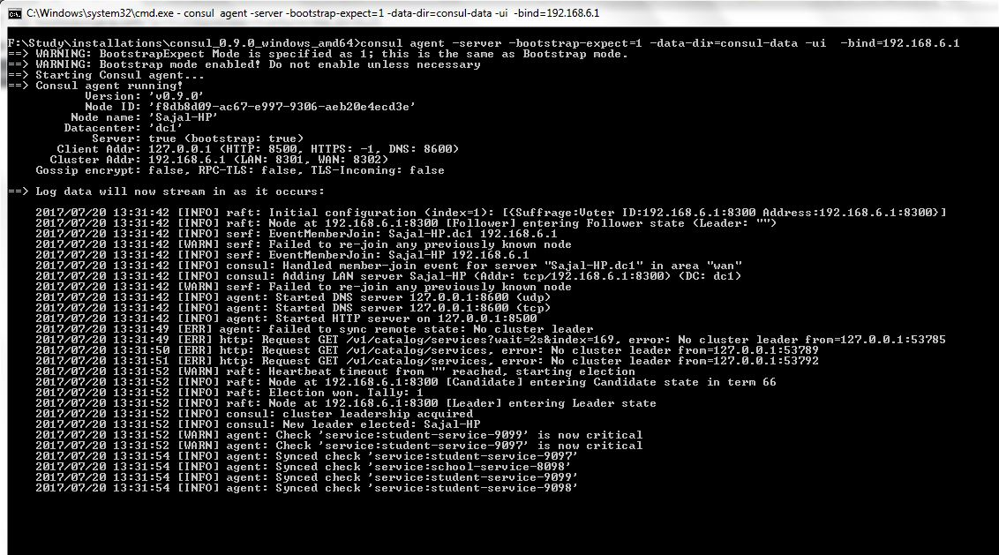 C:\Windows\system32\cmd.exe - consul agent -server -bootstrap-expect=1 -data-dir=consul-data -ui -bind=192.168.6.1
F:\Study\installations\consul_0.9.0_windows_amd64>consul agent -server -bootstrap-expect=1 -data-dir=consul-data -ui  -bind=192.168.6.1
==> WARNING: BootstrapExpect Mode is specified as 1; this is the same as Bootstrap mode.
==> WARNING: Bootstrap mode enabled! Do not enable unless necessary
==> Starting Consul agent...
==> Consul agent running!
Version: 'v0.9.0'
Node ID: 'f8db8d09-ac67-e997-9306-aeb20e4ecd3e'
Node name: 'Sajal-HP'
Datacenter: 'dc1'
Server: true (bootstrap: true)
Client Addr: 127.0.0.1 (HTTP: 8500, HTTPS: -1, DNS: 8600)
Cluster Addr: 192.168.6.1 (LAN: 8301, WAN: 8302)
Gossip encrypt: false, RPC-TLS: false, TLS-Incoming: false
==> Log data will now stream in as it occurs:
2017/07/20 13:31:42 [INFO] raft: Initial configuration (index=1): [{Suffrage:Voter ID:192.168.6.1:8300 Address:192.168.6.1:8300}]
2017/07/20 13:31:42 [INFO] raft: Node at 192.168.6.1:8300 [Follower] entering Follower state (Leader: "")
2017/07/20 13:31:42 [INFO] serf: EventMemberJoin: Sajal-HP.dc1 192.168.6.1
2017/07/20 13:31:42 [WARN] serf: Failed to re-join any previously known node
2017/07/20 13:31:42 [INFO] serf: EventMemberJoin: Sajal-HP 192.168.6.1
2017/07/20 13:31:42 [INFO] consul: Handled member-join event for server "Sajal-HP.dc1" in area "wan"
2017/07/20 13:31:42 [INFO] consul: Adding LAN server Sajal-HP (Addr: tcp/192.168.6.1:8300) (DC: dc1)
2017/07/20 13:31:42 [WARN] serf: Failed to re-join any previously known node
2017/07/20 13:31:42 [INFO] agent: Started DNS server 127.0.0.1:8600 (udp)
2017/07/20 13:31:42 [INFO] agent: Started DNS server 127.0.0.1:8600 (tcp)
2017/07/20 13:31:42 [INFO] agent: Started HTTP server on 127.0.0.1:8500
2017/07/20 13:31:49 [ERR] agent: failed to sync remote state: No cluster leader
2017/07/20 13:31:49 [ERR] http: Request GET /v1/catalog/services?wait=2s&index=169, error: No cluster leader from=127.0.0.1:53785
2017/07/20 13:31:50 [ERR] http: Request GET /v1/catalog/services, error: No cluster leader from=127.0.0.1:53789
2017/07/20 13:31:51 [ERR] http: Request GET /v1/catalog/services, error: No cluster leader from=127.0.0.1:53792
2017/07/20 13:31:52 [WARN] raft: Heartbeat timeout from "" reached, starting election
2017/07/20 13:31:52 [INFO] raft: Node at 192.168.6.1:8300 [Candidate] entering Candidate state in term 66
2017/07/20 13:31:52 [INFO] raft: Election won. Tally: 1
2017/07/20 13:31:52 [INFO] raft: Node at 192.168.6.1:8300 [Leader] entering Leader state
2017/07/20 13:31:52 [INFO] consul: cluster leadership acquired
2017/07/20 13:31:52 [INFO] consul: New leader elected: Sajal-HP
2017/07/20 13:31:52 [WARN] agent: Check 'service:student-service-9099' is now critical
2017/07/20 13:31:52 [WARN] agent: Check 'service:student-service-9097' is now critical
2017/07/20 13:31:54 [INFO] agent: Synced check 'service:student-service-9097'
2017/07/20 13:31:54 [INFO] agent: Synced check 'service:school-service-8098'
2017/07/20 13:31:54 [INFO] agent: Synced check 'service:student-service-9099'
2017/07/20 13:31:54 [INFO] agent: Synced check 'service:student-service-9098'